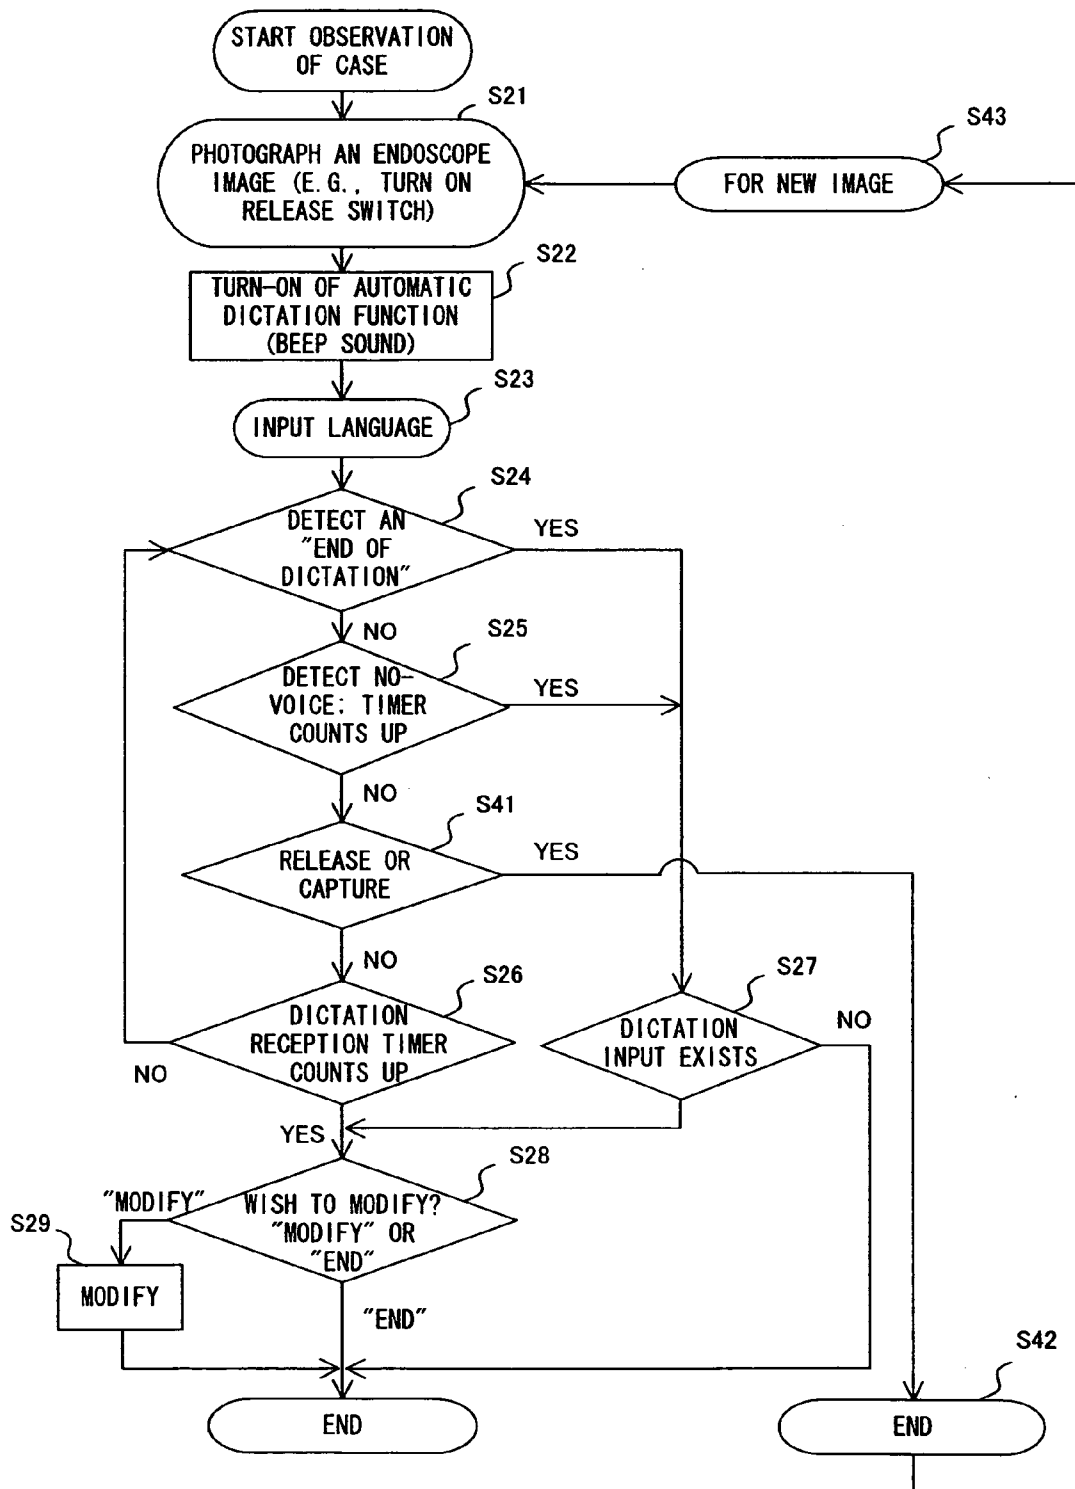 START OBSERVATION
OF CASE
S21
PHOTOGRAPH AN ENDOSCOPE
IMAGE (E.G., TURN ON
RELEASE SWITCH)
S43
FOR NEW IMAGE
S22
TURN-ON OF AUTOMATIC
DICTATION FUNCTION
(BEEP SOUND)
S23
INPUT LANGUAGE
S24
DETECT AN
"END OF
DICTATION"
YES
NO
S25
DETECT NO-
VOICE: TIMER
COUNTS UP
YES
NO
S41
RELEASE OR
CAPTURE
YES
NO
S26
DICTATION
RECEPTION TIMER
COUNTS UP
NO
YES
S27
DICTATION
INPUT EXISTS
NO
S28
WISH TO MODIFY?
"MODIFY" OR
"END"
"MODIFY"
S29
MODIFY
"END"
END
S42
END